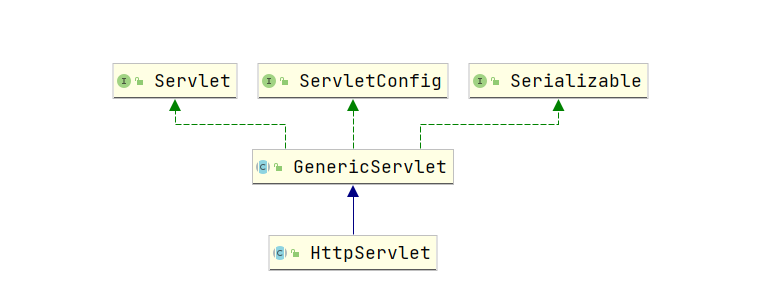 I Servlet
I ServletConfig
I Serializable
C GenericServlet
C HttpServlet